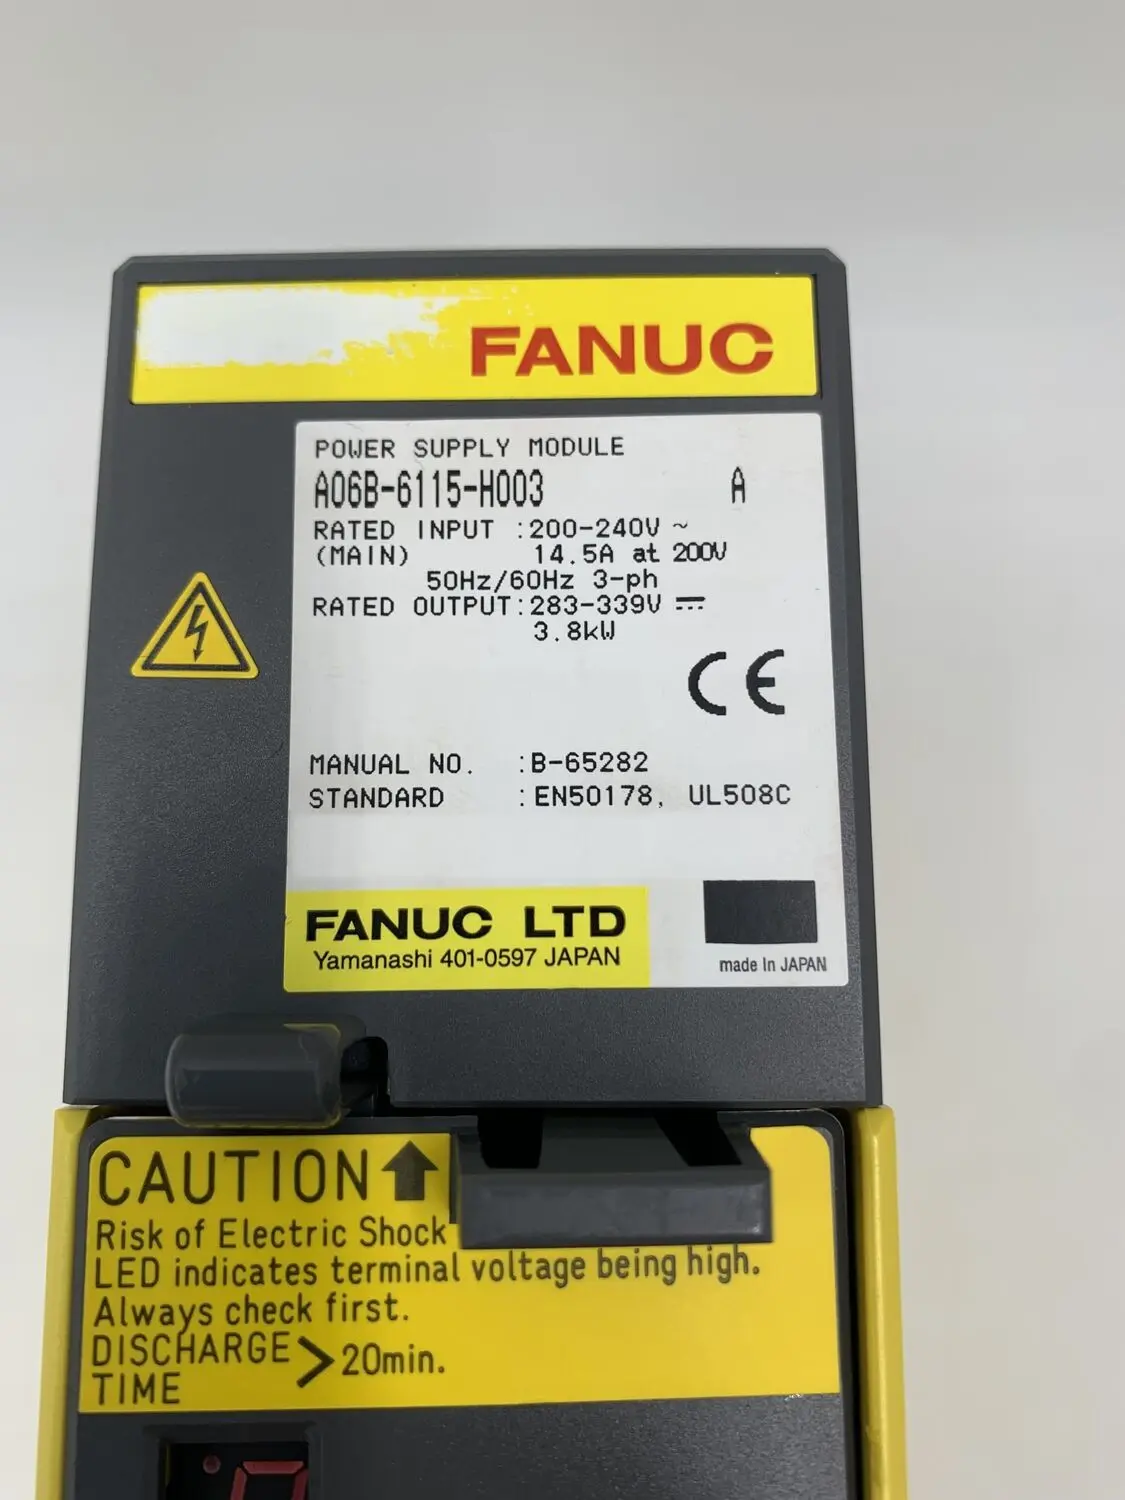 FANUC
POWER SUPPLY MODULE
A06B-6115-H003 A
RATED INPUT :200-240V ~
(MAIN) 14.5A at 200V
50Hz/60Hz 3-ph
RATED OUTPUT:283-339V ⎓
3.8kW
CE
MANUAL NO. :B-65282
STANDARD :EN50178, UL508C
FANUC LTD
Yamanashi 401-0597 JAPAN
made In JAPAN
CAUTION
Risk of Electric Shock
LED indicates terminal voltage being high.
Always check first.
DISCHARGE
TIME > 20min.